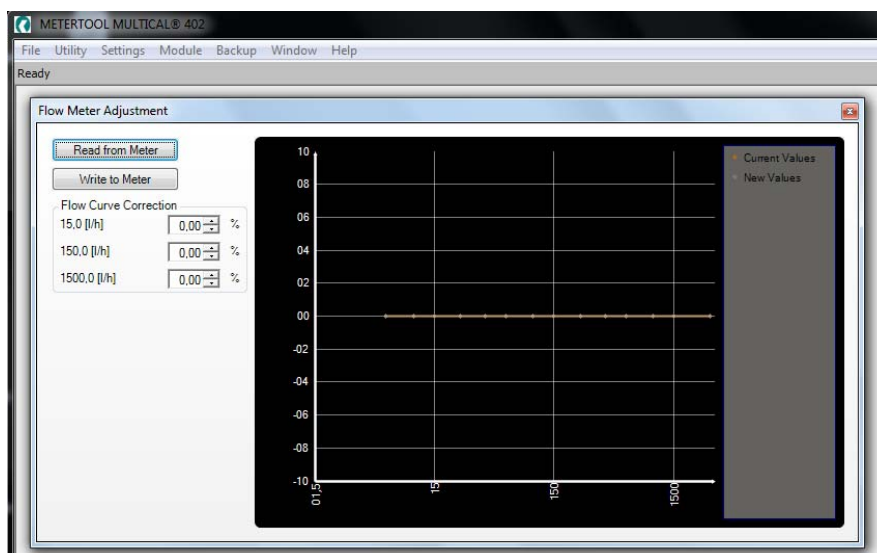 METERTOOL MULTICAL® 402
File Utility Settings Module Backup Window Help
Ready
Flow Meter Adjustment
Read from Meter
Write to Meter
Flow Curve Correction
15,0 [l/h] 0,00 %
150,0 [l/h] 0,00 %
1500,0 [l/h] 0,00 %
10
08
06
04
02
00
-02
-04
-06
-08
-10
01,5
15
150
1500
Current Values
New Values